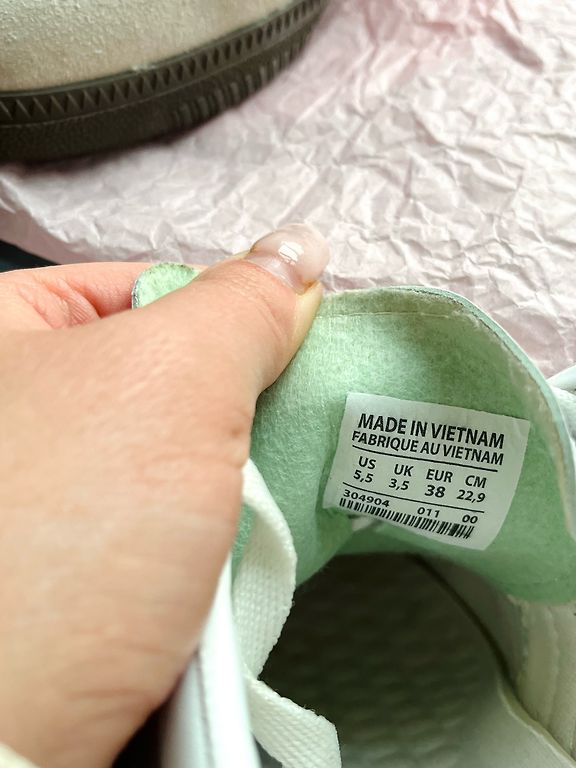 MADE IN VIETNAM
FABRIQUE AU VIETNAM
US UK EUR CM
5,5 3,5 38 22,9
304904 011 00